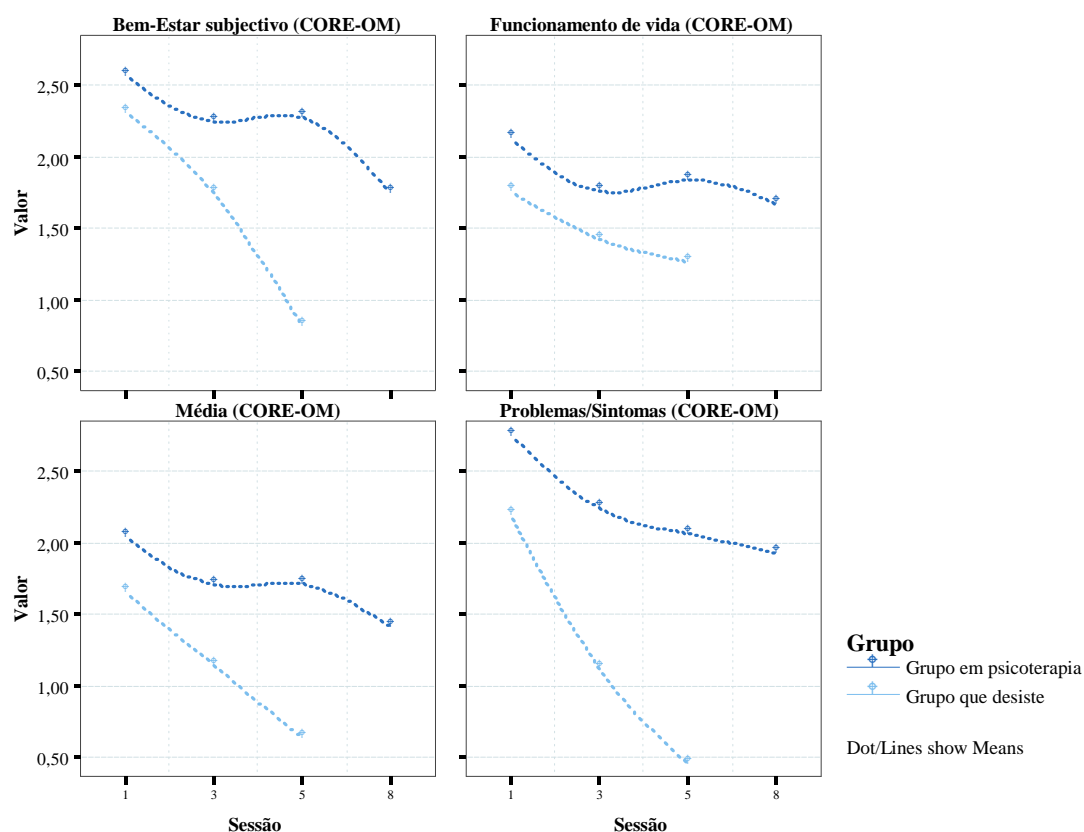 Bem-Estar subjectivo (CORE-OM)
Funcionamento de vida (CORE-OM)
Valor
2,50
2,00
1,50
1,00
0,50
Média (CORE-OM)
Problemas/Sintomas (CORE-OM)
Valor
2,50
2,00
1,50
1,00
0,50
1 3 5 8
1 3 5 8
Sessão
Sessão
Grupo
Grupo em psicoterapia
Grupo que desiste
Dot/Lines show Means